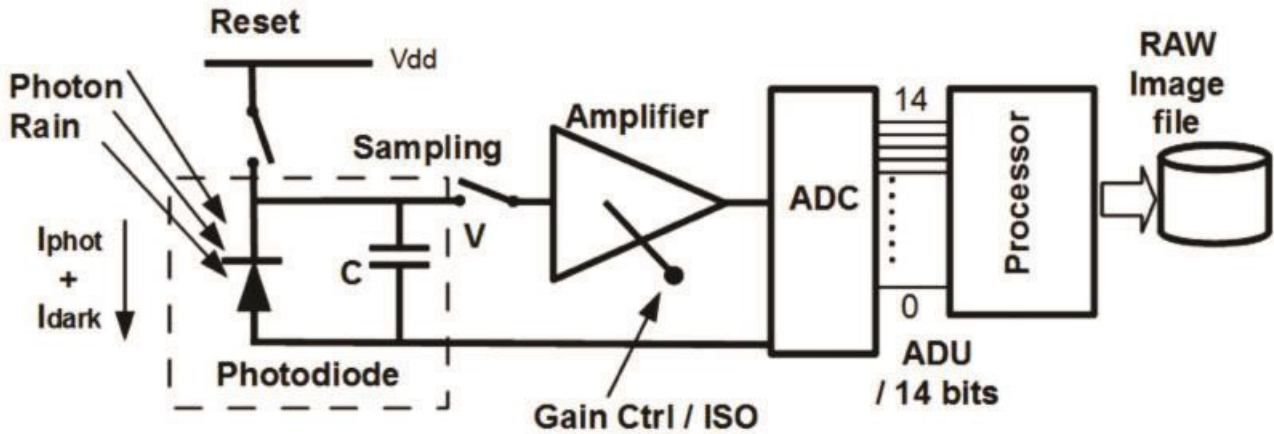 Reset
Vdd
Photon
Rain
Sampling
Amplifier
V
C
Iphot
+
Idark
Photodiode
Gain Ctrl / ISO
ADC
14
0
ADU
/ 14 bits
Processor
RAW
Image
file